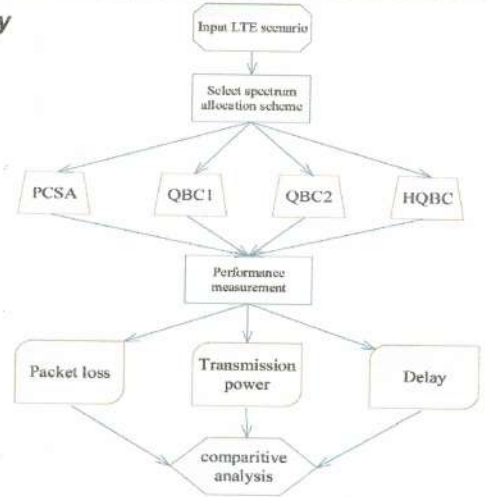 y
Input LTE scenario
Select spectrum
allocation scheme
PCSA
QBC1
QBC2
HQBC
Performance
measurement
Packet loss
Transmission
power
Delay
comparitive
analysis